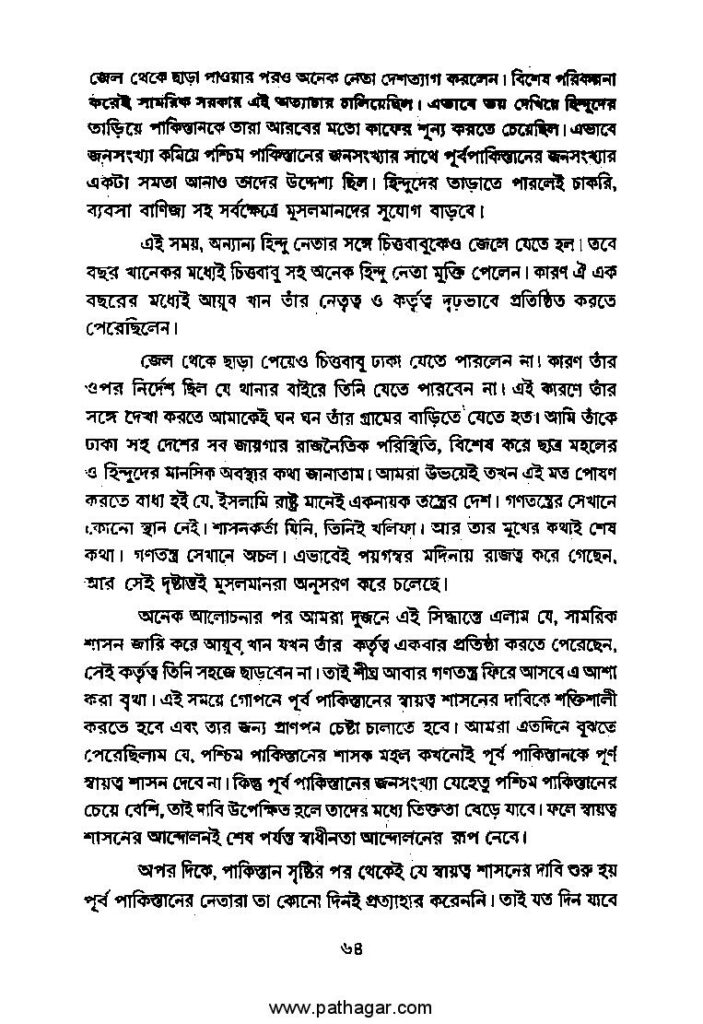 জেল থেকে ছাড়া পাওয়ার পরও অনেক নেতা দেশত্যাগ করলেন। বিশেষ পরিকল্পনা
করেই সামরিক সরকার এই অত্যাচার চালিয়েছিল। এভাবে ভয় দেখিয়ে হিন্দুদের
তাড়িয়ে পাকিস্তানকে তারা আরবের মতো কাফের শূন্য করতে চেয়েছিল। এভাবে
জনসংখ্যা কমিয়ে পশ্চিম পাকিস্তানের জনসংখ্যার সাথে পূর্বপাকিস্তানের জনসংখ্যার
একটা সমতা আনাও তাদের উদ্দেশ্য ছিল। হিন্দুদের তাড়াতে পারলেই চাকরি,
ব্যবসা বাণিজ্য সহ সর্বক্ষেত্রে মুসলমানদের সুযোগ বাড়বে।
এই সময়, অন্যান্য হিন্দু নেতার সঙ্গে চিত্তবাবুকেও জেলে যেতে হল। তবে
বছর খানেকর মধ্যেই চিত্তবাবু সহ অনেক হিন্দু নেতা মুক্তি পেলেন। কারণ ঐ এক
বছরের মধ্যেই আয়ুব খান তাঁর নেতৃত্ব ও কর্তৃত্ব দৃঢ়ভাবে প্রতিষ্ঠিত করতে
পেরেছিলেন।
জেল থেকে ছাড়া পেয়েও চিত্তবাবু ঢাকা যেতে পারলেন না। কারণ তাঁর
ওপর নির্দেশ ছিল যে থানার বাইরে তিনি যেতে পারবেন না। এই কারণে তাঁর
সঙ্গে দেখা করতে আমাকেই ঘন ঘন তাঁর গ্রামের বাড়িতে যেতে হত। আমি তাঁকে
ঢাকা সহ দেশের সব জায়গার রাজনৈতিক পরিস্থিতি, বিশেষ করে ছাত্র মহলের
ও হিন্দুদের মানসিক অবস্থার কথা জানাতাম। আমরা উভয়েই তখন এই মত পোষণ
করতে বাধ্য হই যে, ইসলামি রাষ্ট্র মানেই একনায়ক তন্ত্রের দেশ। গণতন্ত্রের সেখানে
কোনো স্থান নেই। শাসনকর্তা যিনি, তিনিই খলিফা। আর তার মুখের কথাই শেষ
কথা। গণতন্ত্র সেখানে অচল। এভাবেই পয়গম্বর মদিনায় রাজত্ব করে গেছেন,
আর সেই দৃষ্টান্তই মুসলমানরা অনুসরণ করে চলেছে।
অনেক আলোচনার পর আমরা দুজনে এই সিদ্ধান্তে এলাম যে, সামরিক
শাসন জারি করে আয়ুব খান যখন তাঁর কর্তৃত্ব একবার প্রতিষ্ঠা করতে পেরেছেন,
সেই কর্তৃত্ব তিনি সহজে ছাড়বেন না। তাই শীঘ্র আবার গণতন্ত্র ফিরে আসবে এ আশা
করা বৃথা। এই সময়ে গোপনে পূর্ব পাকিস্তানের স্বায়ত্ব শাসনের দাবিকে শক্তিশালী
করতে হবে এবং তার জন্য প্রাণপন চেষ্টা চালাতে হবে। আমরা এতদিনে বুঝতে
পেরেছিলাম যে, পশ্চিম পাকিস্তানের শাসক মহল কখনোই পূর্ব পাকিস্তানকে পূর্ণ
স্বায়ত্ব শাসন দেবে না। কিন্তু পূর্ব পাকিস্তানের জনসংখ্যা যেহেতু পশ্চিম পাকিস্তানের
চেয়ে বেশি, তাই দাবি উপেক্ষিত হলে তাদের মধ্যে তিক্ততা বেড়ে যাবে। ফলে স্বায়ত্ব
শাসনের আন্দোলনই শেষ পর্যন্ত স্বাধীনতা আন্দোলনের রূপ নেবে।
অপর দিকে, পাকিস্তান সৃষ্টির পর থেকেই যে স্বায়ত্ব শাসনের দাবি শুরু হয়
পূর্ব পাকিস্তানের নেতারা তা কোনো দিনই প্রত্যাহার করেননি। তাই যত দিন যাবে
৬৪
www.pathagar.com